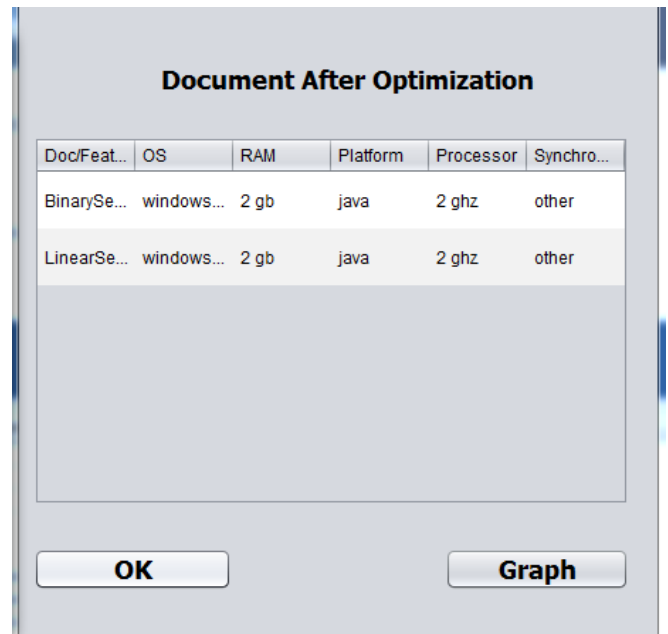 Document After Optimization
Doc/Feat... OS RAM Platform Processor Synchro...
BinarySe... windows... 2 gb java 2 ghz other
LinearSe... windows... 2 gb java 2 ghz other
OK Graph